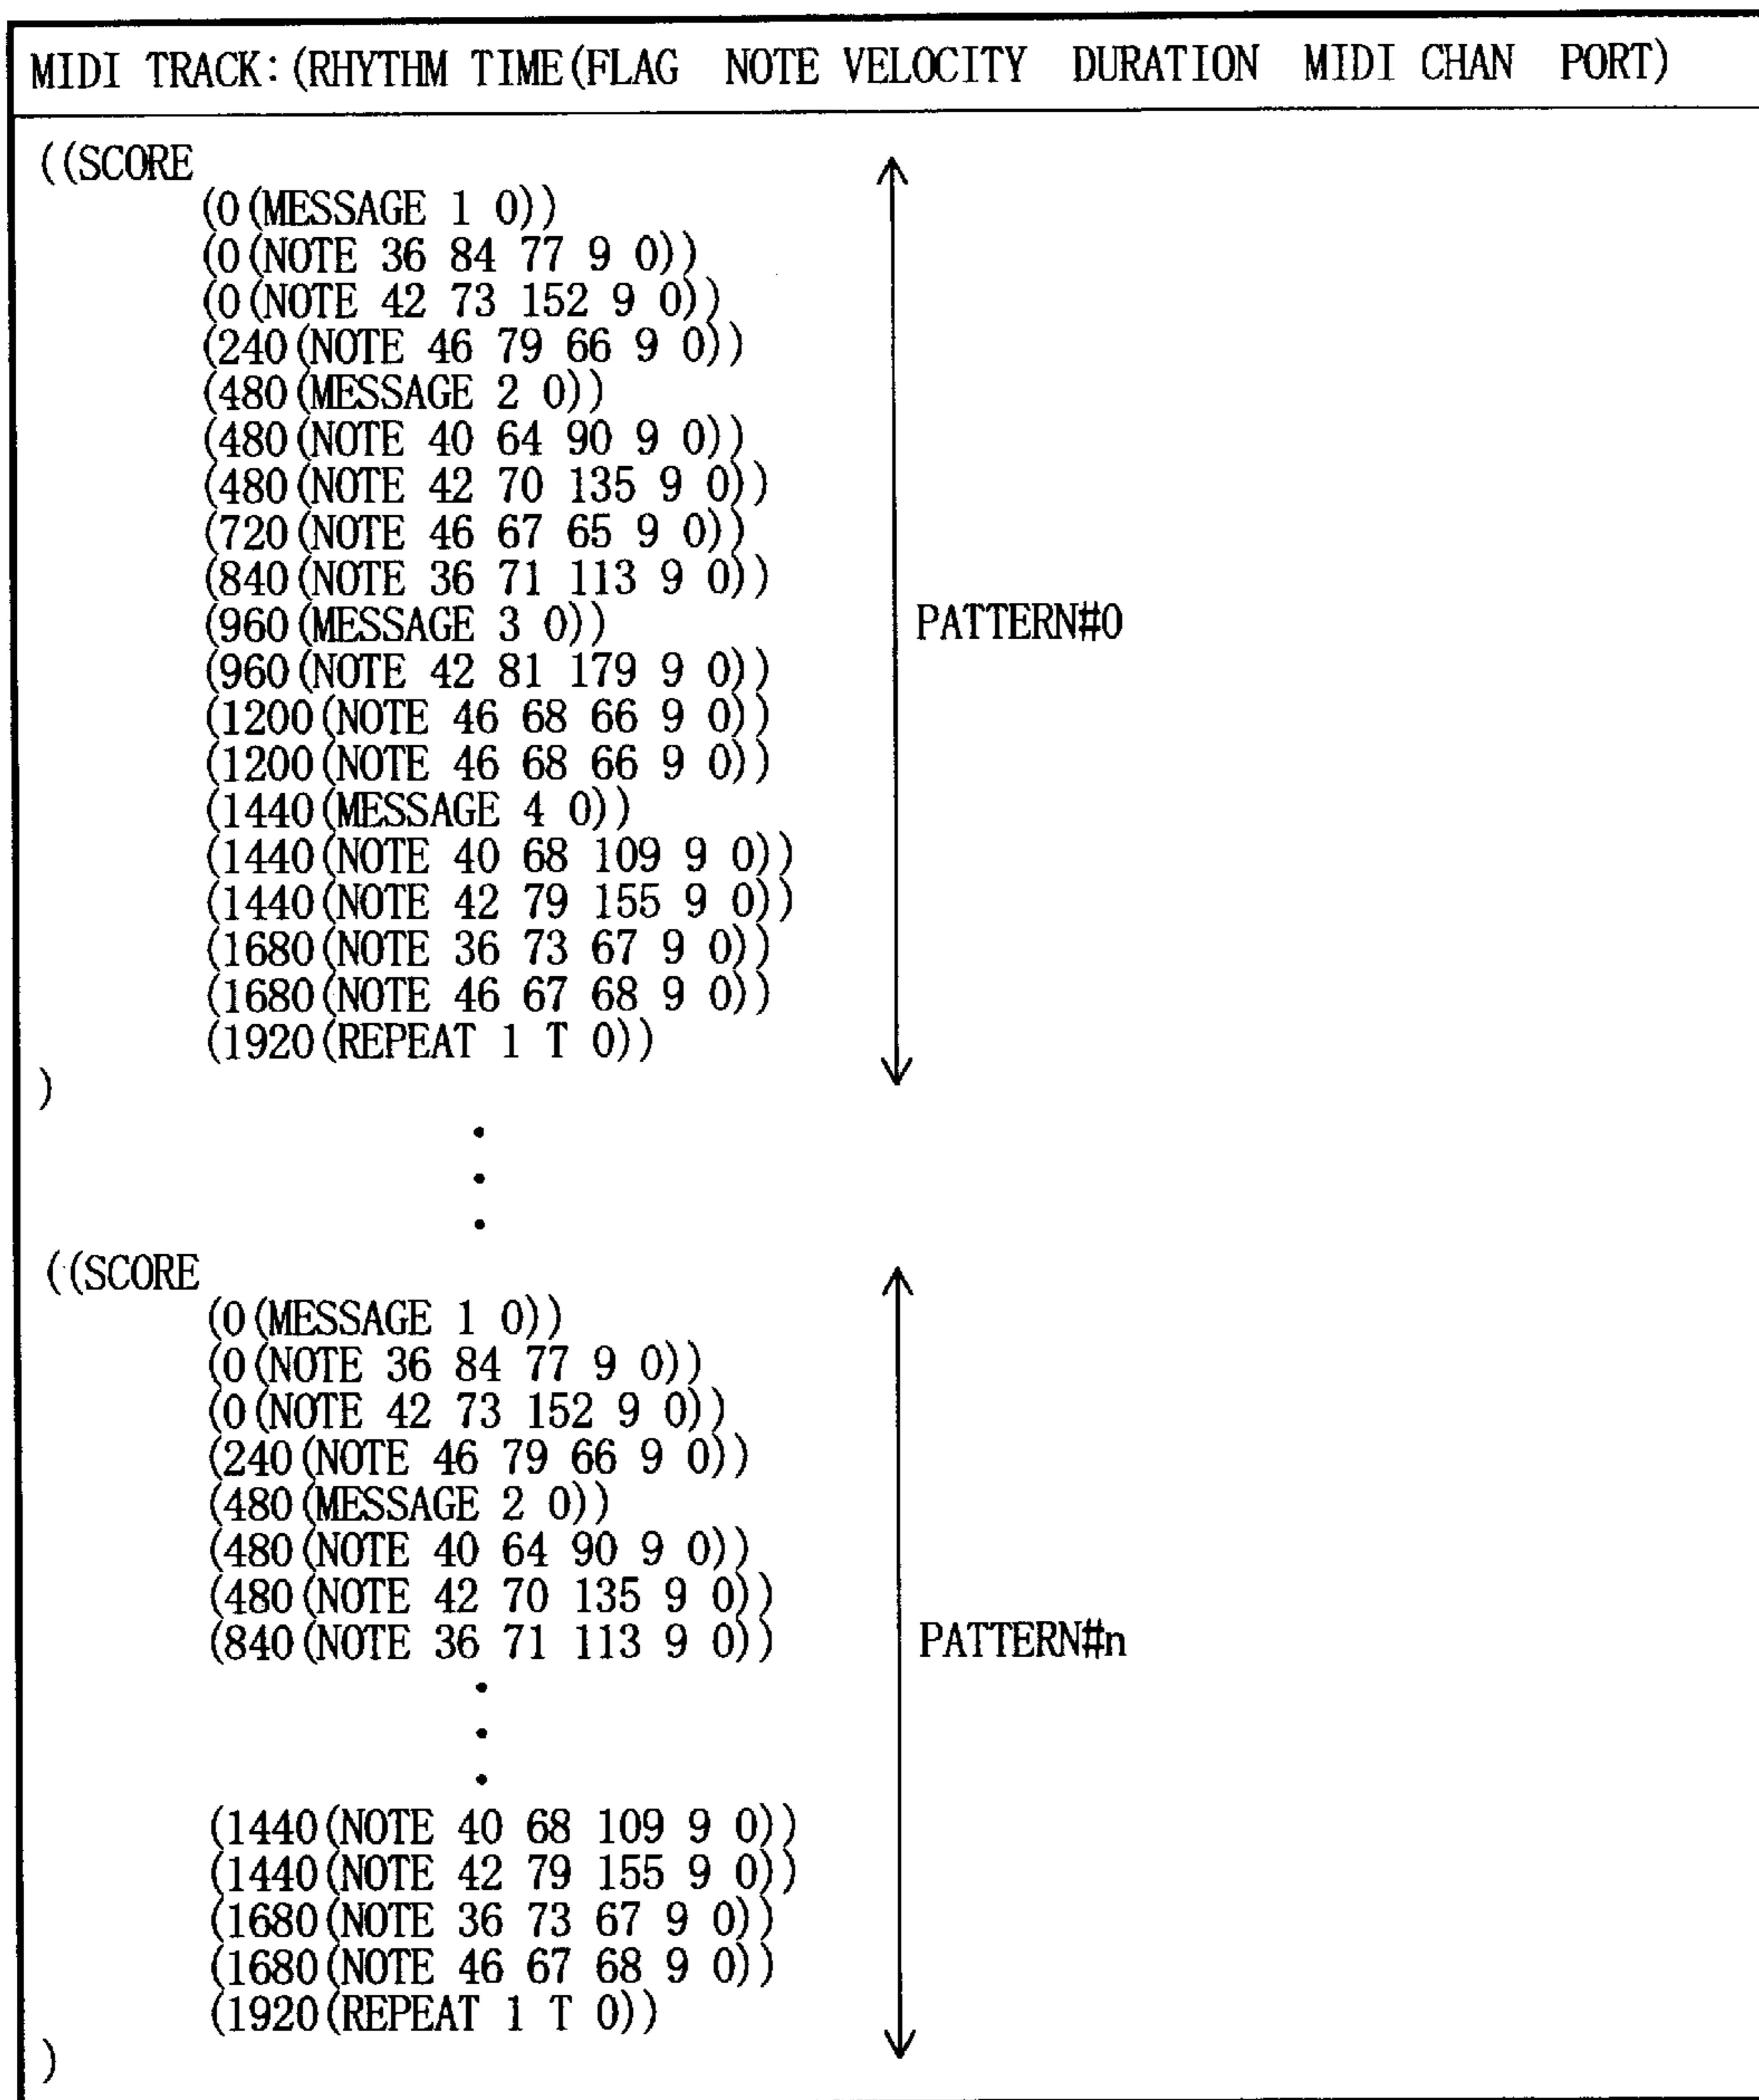 MIDI TRACK:(RHYTHM TIME(FLAG NOTE VELOCITY DURATION MIDI CHAN PORT)
((SCORE
(0(MESSAGE 1 0))
(0(NOTE 36 84 77 9 0))
(0(NOTE 42 73 152 9 0))
(240(NOTE 46 79 66 9 0))
(480(MESSAGE 2 0))
(480(NOTE 40 64 90 9 0))
(480(NOTE 42 70 135 9 0))
(720(NOTE 46 67 65 9 0))
(840(NOTE 36 71 113 9 0))
(960(MESSAGE 3 0))
PATTERN#0
(960(NOTE 42 81 179 9 0))
(1200(NOTE 46 68 66 9 0))
(1200(NOTE 46 68 66 9 0))
(1440(MESSAGE 4 0))
(1440(NOTE 40 68 109 9 0))
(1440(NOTE 42 79 155 9 0))
(1680(NOTE 36 73 67 9 0))
(1680(NOTE 46 67 68 9 0))
(1920(REPEAT 1 T 0))
)
.
.
.
((SCORE
(0(MESSAGE 1 0))
(0(NOTE 36 84 77 9 0))
(0(NOTE 42 73 152 9 0))
(240(NOTE 46 79 66 9 0))
(480(MESSAGE 2 0))
(480(NOTE 40 64 90 9 0))
(480(NOTE 42 70 135 9 0))
(840(NOTE 36 71 113 9 0))
PATTERN#n
.
.
.
(1440(NOTE 40 68 109 9 0))
(1440(NOTE 42 79 155 9 0))
(1680(NOTE 36 73 67 9 0))
(1680(NOTE 46 67 68 9 0))
(1920(REPEAT 1 T 0))
)